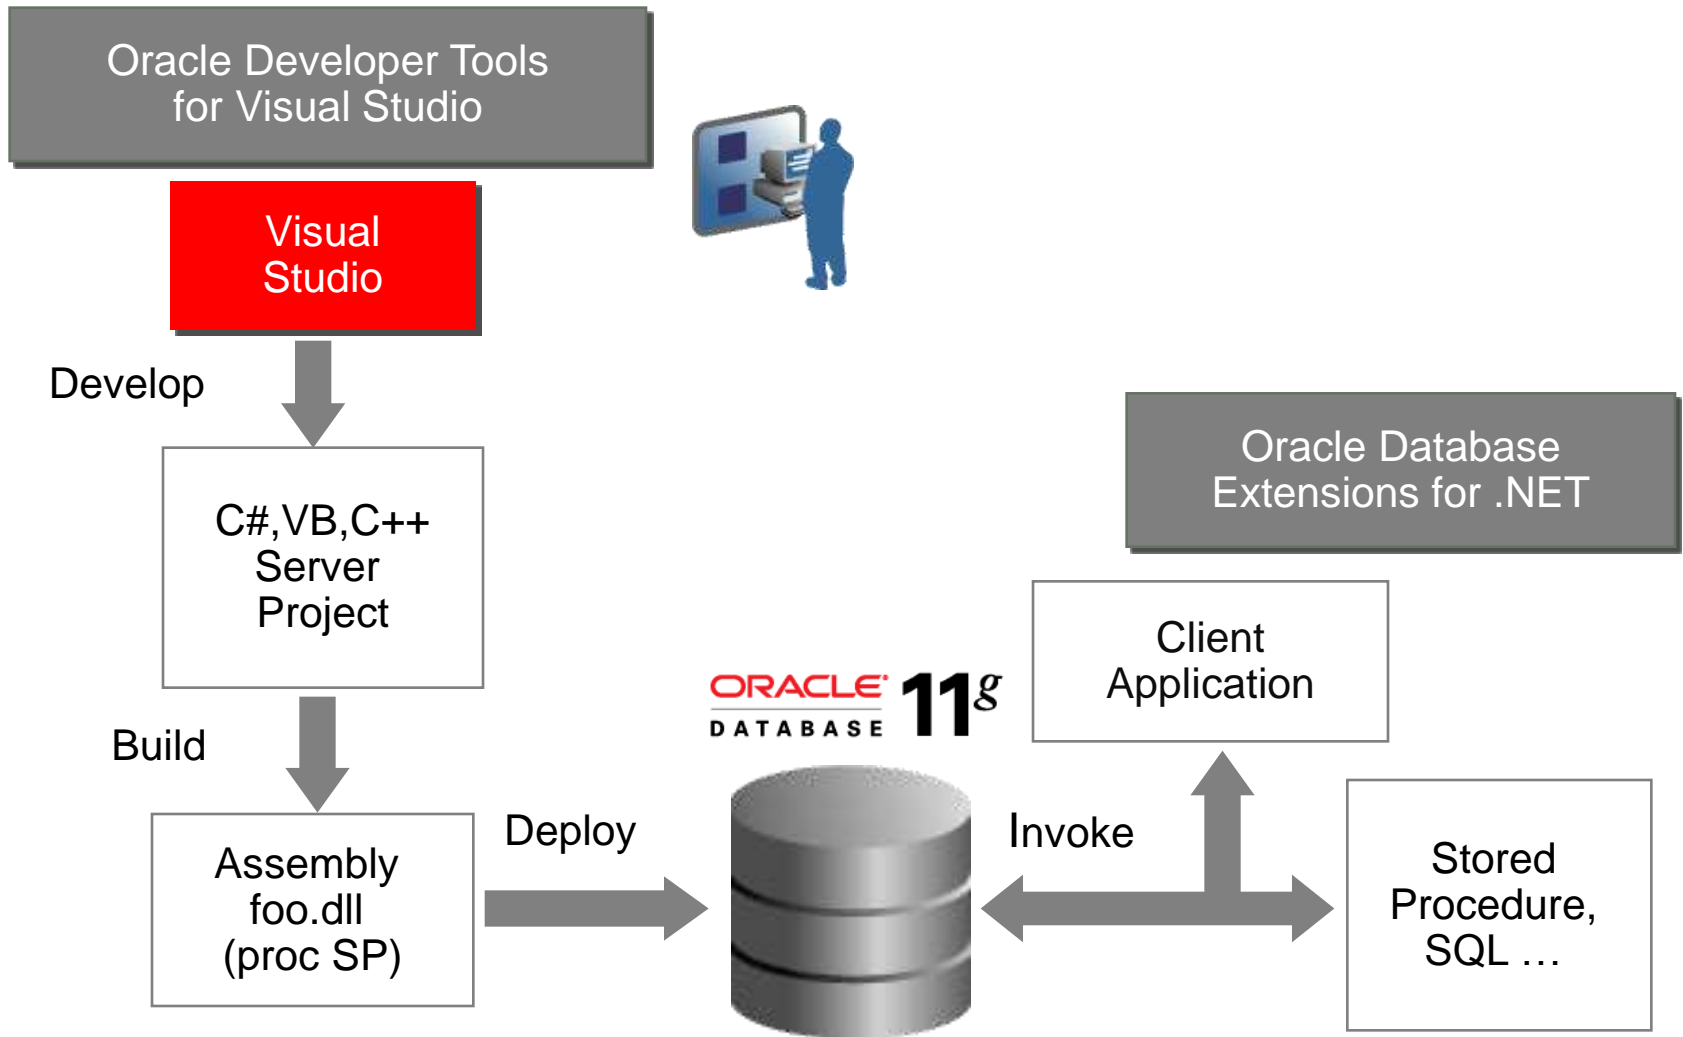 Oracle Developer Tools
for Visual Studio
Visual
Studio
Develop
C#,VB,C++
Server
Project
Build
Assembly
foo.dll
(proc SP)
Deploy
ORACLE®
DATABASE
11g
Invoke
Oracle Database
Extensions for .NET
Client
Application
Stored
Procedure,
SQL …